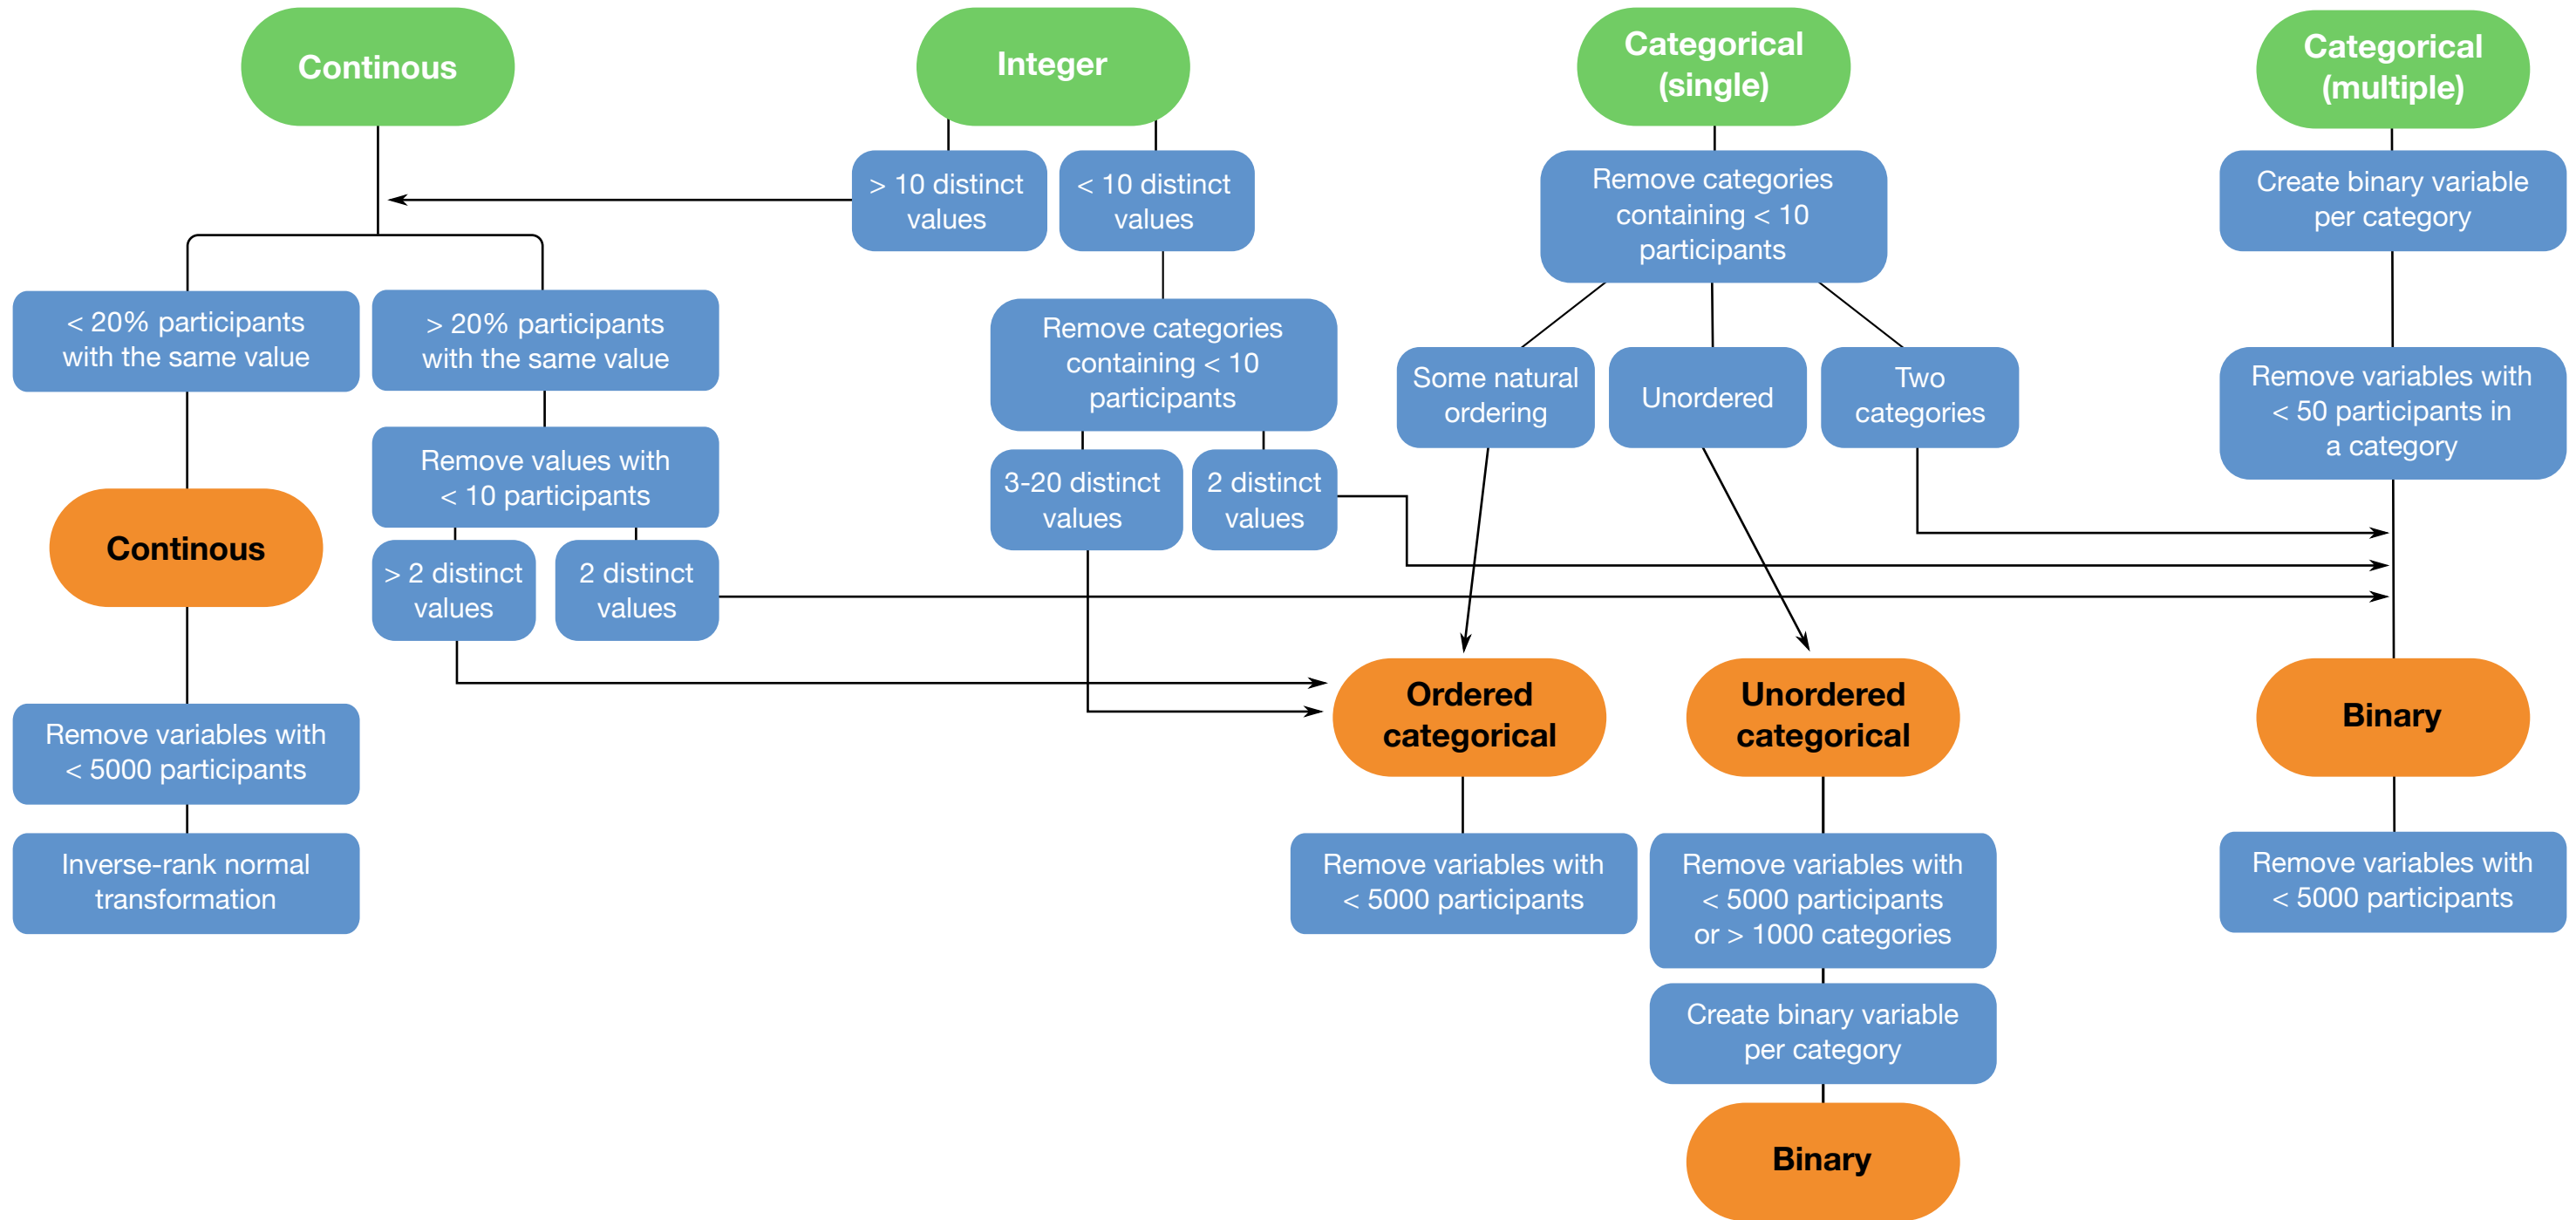 Continous
Integer
Categorical
(single)
Categorical
(multiple)
> 10 distinct
values
< 10 distinct
values
Remove categories
containing < 10
participants
Create binary variable
per category
< 20% participants
with the same value
> 20% participants
with the same value
Remove categories
containing < 10
participants
Some natural
ordering
Unordered
Two
categories
Remove variables with
< 50 participants in
a category
Remove values with
< 10 participants
3-20 distinct
values
2 distinct
values
Continous
> 2 distinct
values
2 distinct
values
Ordered
categorical
Unordered
categorical
Binary
Remove variables with
< 5000 participants
Inverse-rank normal
transformation
Remove variables with
< 5000 participants
Remove variables with
< 5000 participants
or > 1000 categories
Remove variables with
< 5000 participants
Create binary variable
per category
Binary